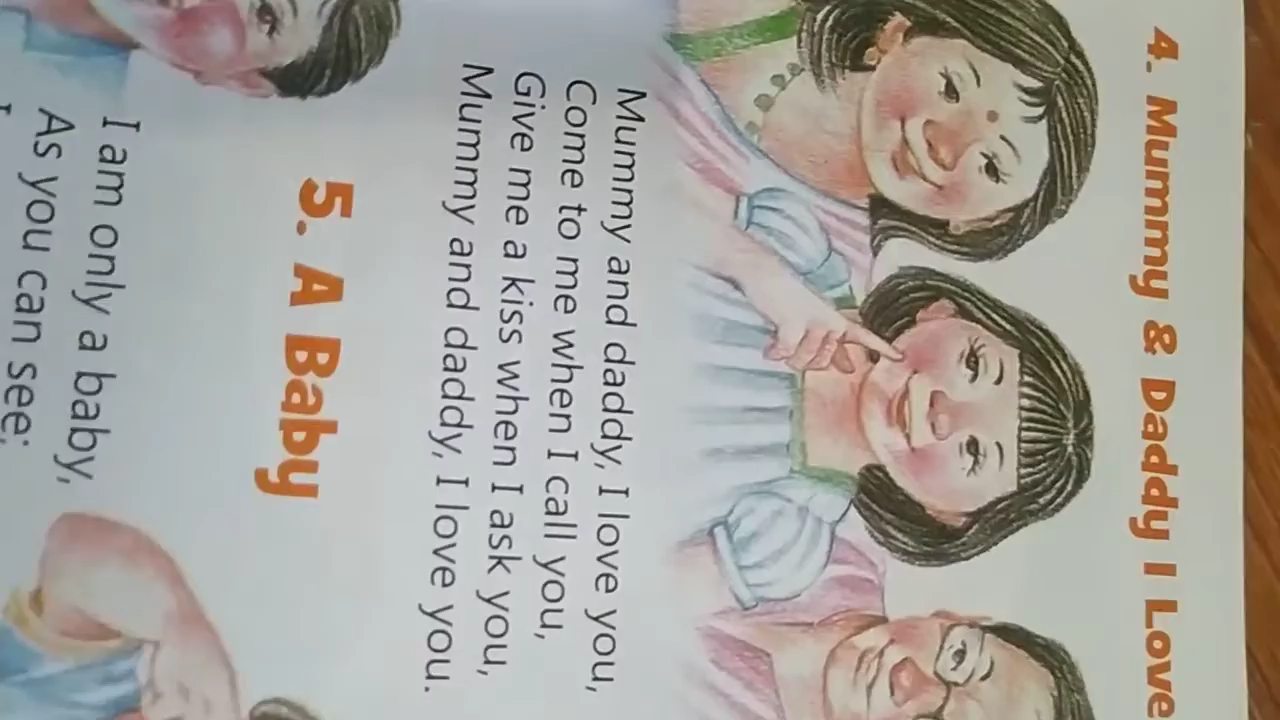 4. Mummy & Daddy I Love
Mummy and daddy, I love you,
Come to me when I call you,
Give me a kiss when I ask you,
Mummy and daddy, I love you.
5. A Baby
I am only a baby,
As you can see;